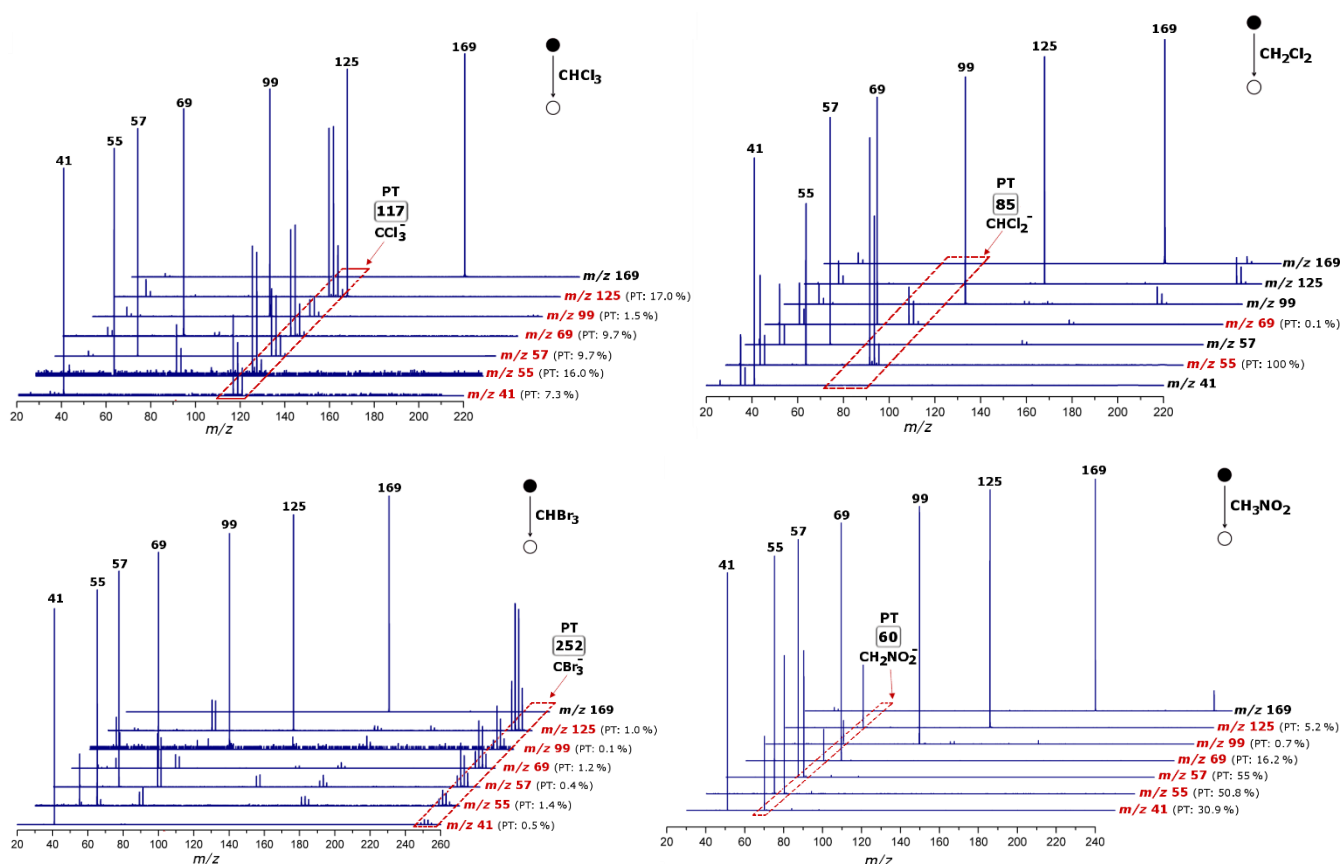 169
125
99
69
57
55
41
CHCl3
PT
117
CCl3-
m/z 169
m/z 125 (PT: 17.0 %)
m/z 99 (PT: 1.5 %)
m/z 69 (PT: 9.7 %)
m/z 57 (PT: 9.7 %)
m/z 55 (PT: 16.0 %)
m/z 41 (PT: 7.3 %)
20 40 60 80 100 120 140 160 180 200 220
m/z
169
125
99
69
57
55
41
CH2Cl2
PT
85
CHCl2-
m/z 169
m/z 125
m/z 99
m/z 69 (PT: 0.1 %)
m/z 57
m/z 55 (PT: 100 %)
m/z 41
20 40 60 80 100 120 140 160 180 200 220
m/z
169
125
99
69
57
55
41
CHBr3
PT
252
CBr3-
m/z 169
m/z 125 (PT: 1.0 %)
m/z 99 (PT: 0.1 %)
m/z 69 (PT: 1.2 %)
m/z 57 (PT: 0.4 %)
m/z 55 (PT: 1.4 %)
m/z 41 (PT: 0.5 %)
20 40 60 80 100 120 140 160 180 200 220 240 260
m/z
169
125
99
69
57
55
41
CH3NO2
PT
60
CH2NO2-
m/z 169
m/z 125 (PT: 5.2 %)
m/z 99 (PT: 0.7 %)
m/z 69 (PT: 16.2 %)
m/z 57 (PT: 55 %)
m/z 55 (PT: 50.8 %)
m/z 41 (PT: 30.9 %)
20 40 60 80 100 120 140 160 180 200 220 240
m/z